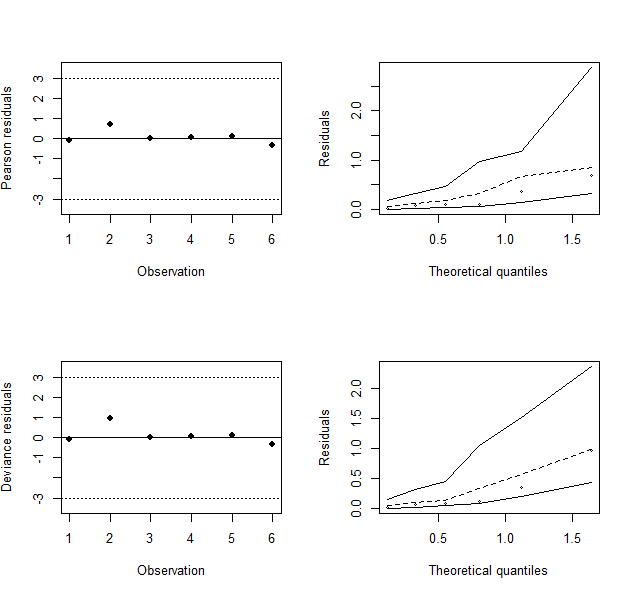 Pearson residuals
3
2
1
0
-1
-3
1 2 3 4 5 6
Observation
Residuals
2.0
1.0
0.0
0.5 1.0 1.5
Theoretical quantiles
Deviance residuals
3
2
1
0
-1
-3
1 2 3 4 5 6
Observation
Residuals
2.0
1.5
1.0
0.5
0.0
0.5 1.0 1.5
Theoretical quantiles